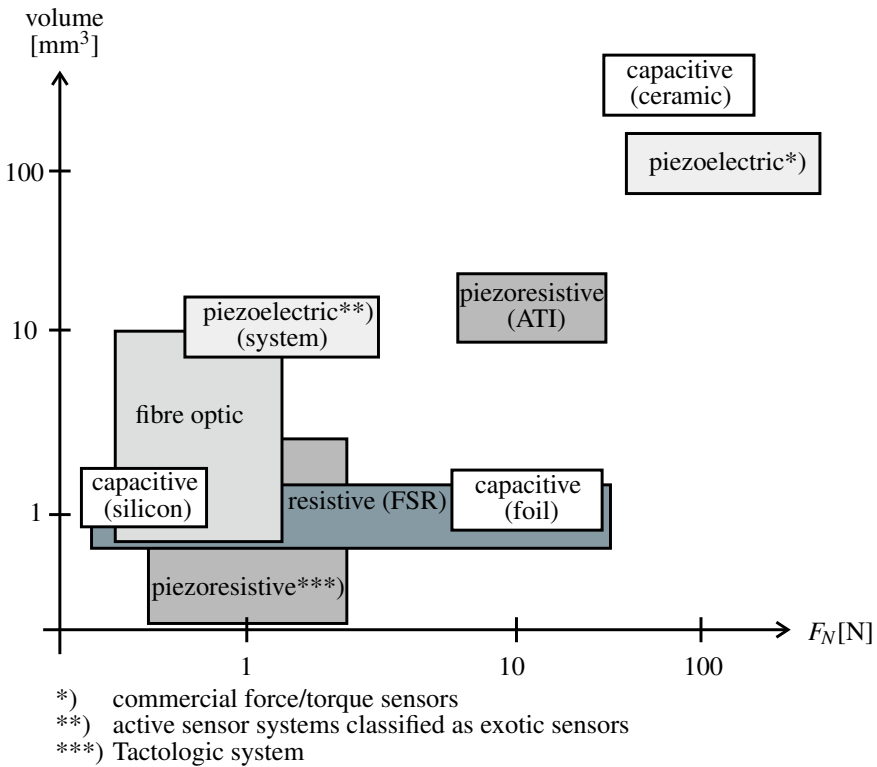 volume
[mm³]
capacitive
(ceramic)
piezoelectric*)
100
piezoresistive
(ATI)
piezoelectric**)
(system)
10
fibre optic
capacitive
(silicon)
resistive (FSR)
capacitive
(foil)
1
piezoresistive***)
F_N[N]
1
10
100
*) commercial force/torque sensors
**) active sensor systems classified as exotic sensors
***) Tactologic system